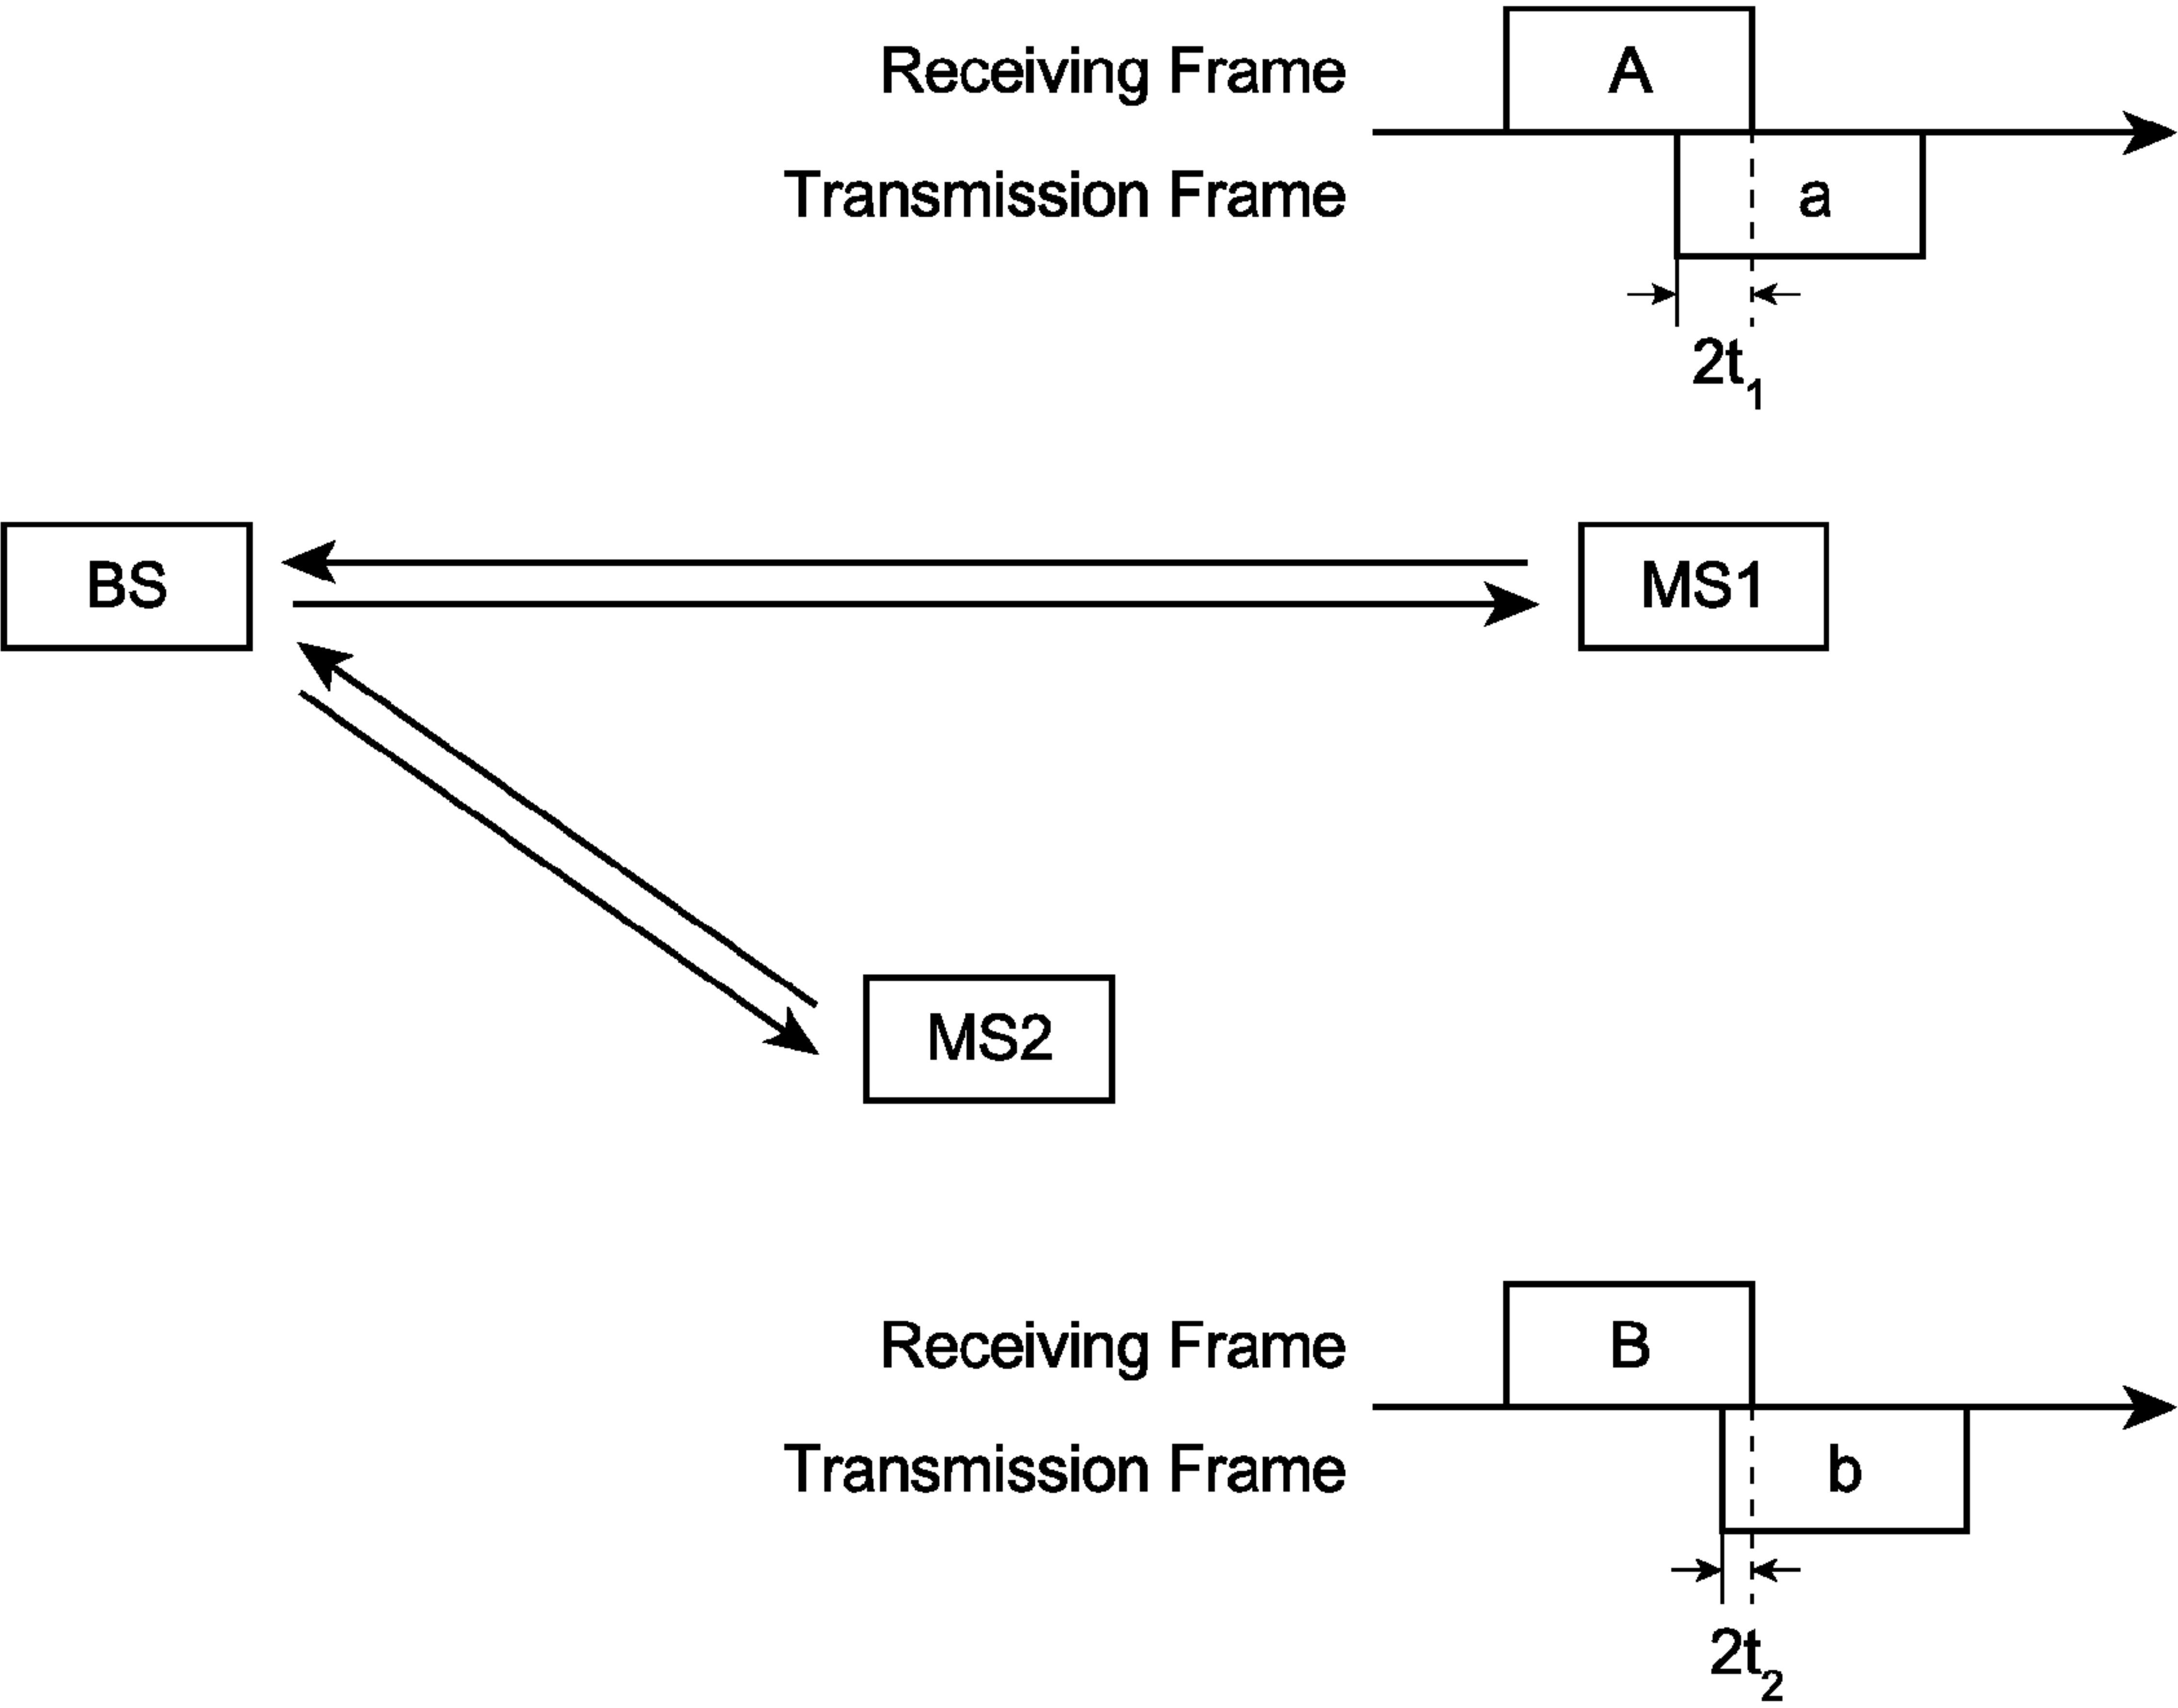 Receiving Frame
A
Transmission Frame
a
2t₁
BS
MS1
MS2
Receiving Frame
B
Transmission Frame
b
2t₂